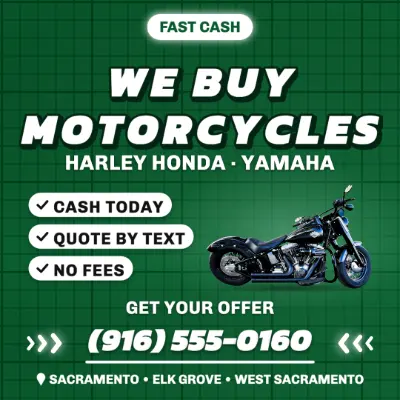 FAST CASH
WE BUY
MOTORCYCLES
HARLEY HONDA · YAMAHA
CASH TODAY
QUOTE BY TEXT
NO FEES
GET YOUR OFFER
(916) 555-0160
SACRAMENTO • ELK GROVE • WEST SACRAMENTO